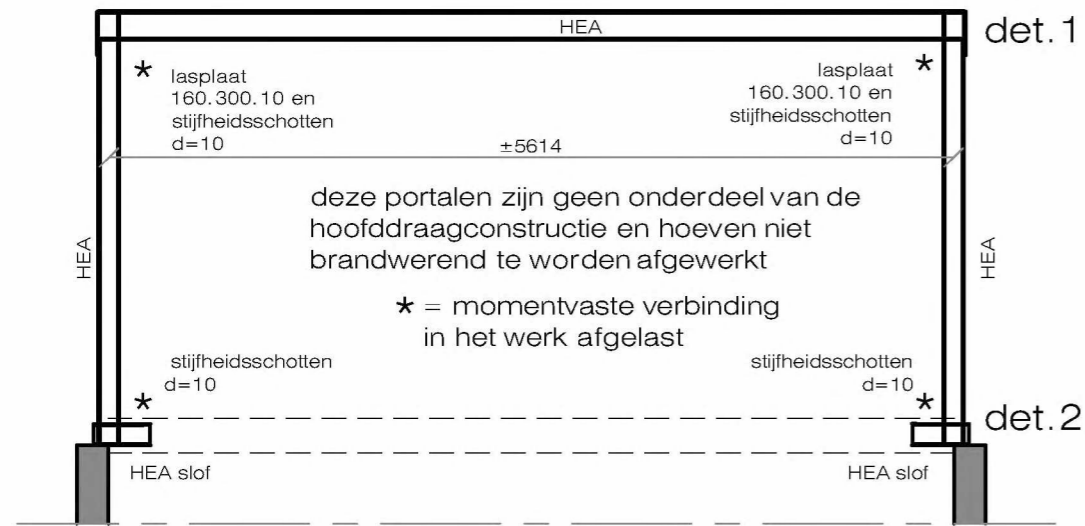 HEA
det.1
lasplaat
160.300.10 en
stijfheidsschotten
d=10
lasplaat
160.300.10 en
stijfheidsschotten
d=10
±5614
deze portalen zijn geen onderdeel van de
hoofddraagconstructie en hoeven niet
brandwerend te worden afgewerkt
HEA
HEA
* = momentvaste verbinding
in het werk afgelast
stijfheidsschotten
d=10
stijfheidsschotten
d=10
det.2
HEA slof
HEA slof